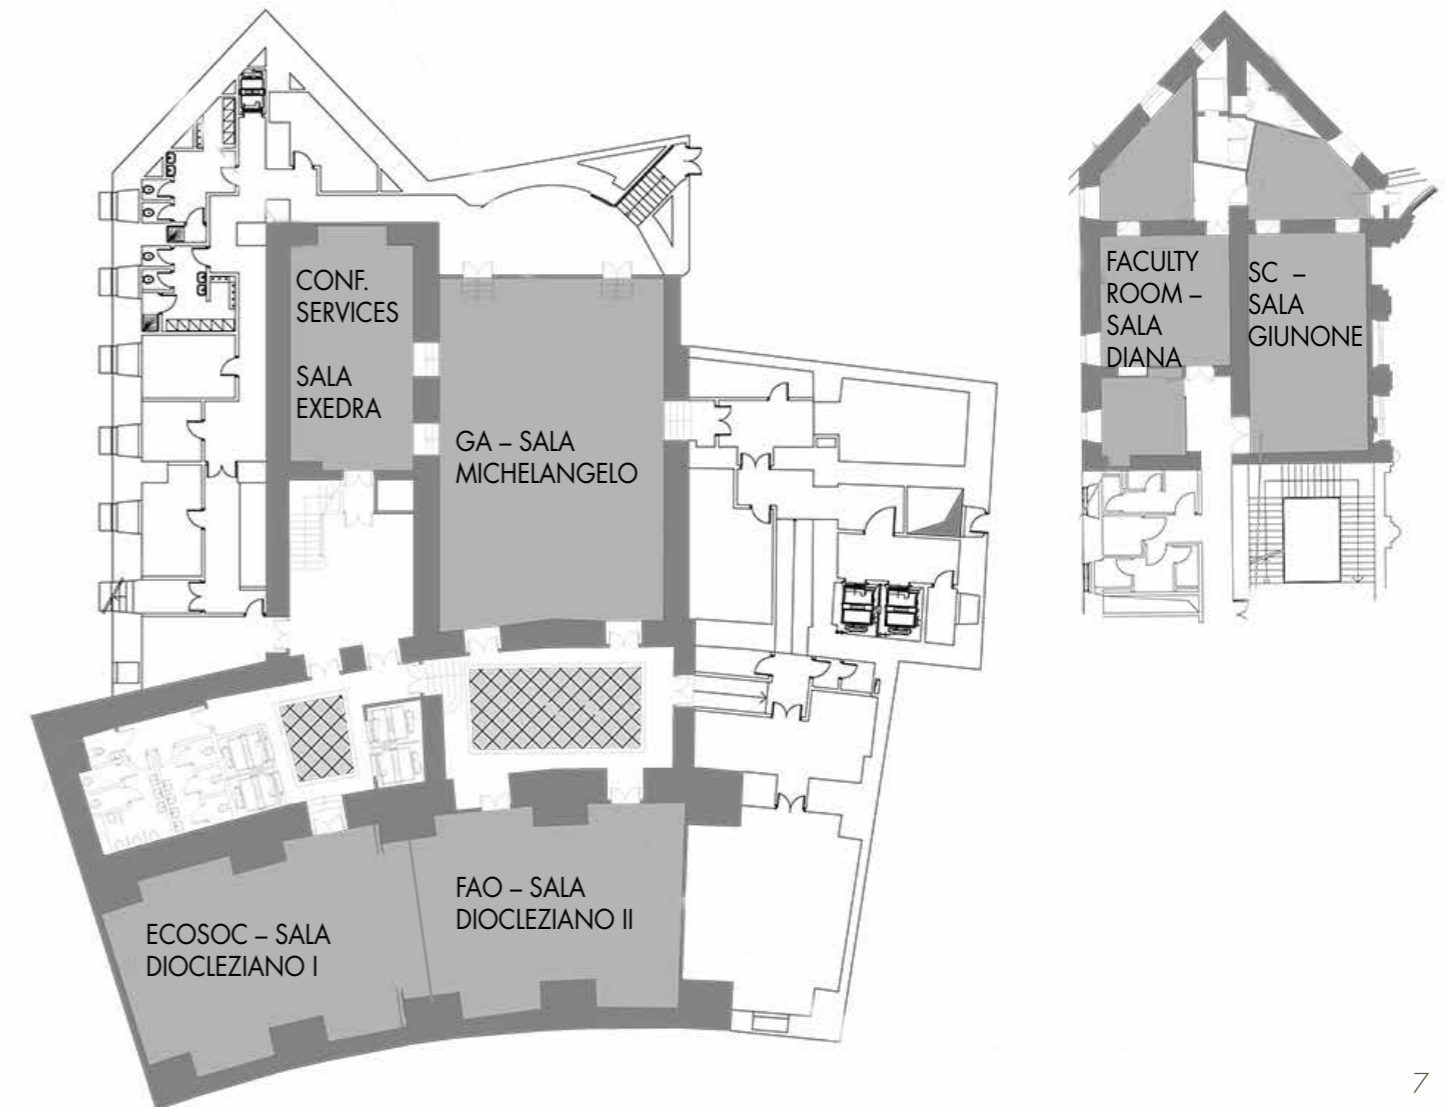 CONF.
SERVICES
SALA
EXEDRA
GA – SALA
MICHELANGELO
ECOSOC – SALA
DIOCLEZIANO I
FAO – SALA
DIOCLEZIANO II
FACULTY
ROOM –
SALA
DIANA
SC –
SALA
GIUNONE
7